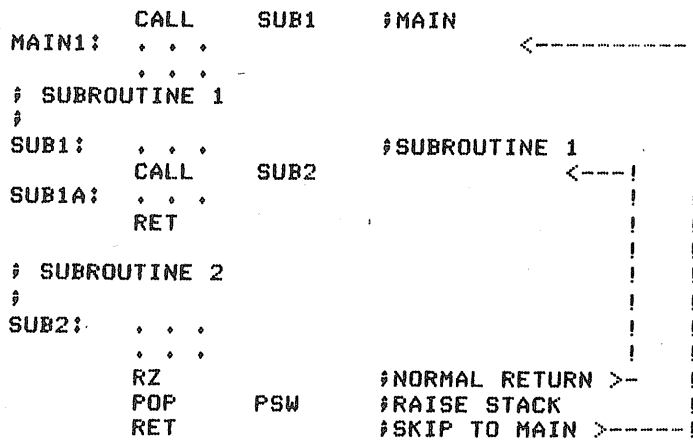 CALL SUB1 ;MAIN
MAIN1: . . . <--------------
. . .
; SUBROUTINE 1
;
SUB1: . . . ;SUBROUTINE 1
CALL SUB2 <---!
SUB1A: . . . ! !
RET ! !
! !
; SUBROUTINE 2 ! !
; ! !
SUB2: . . . ! !
. . . ! !
RZ ;NORMAL RETURN >- !
POP PSW ;RAISE STACK !
RET ;SKIP TO MAIN >-----!